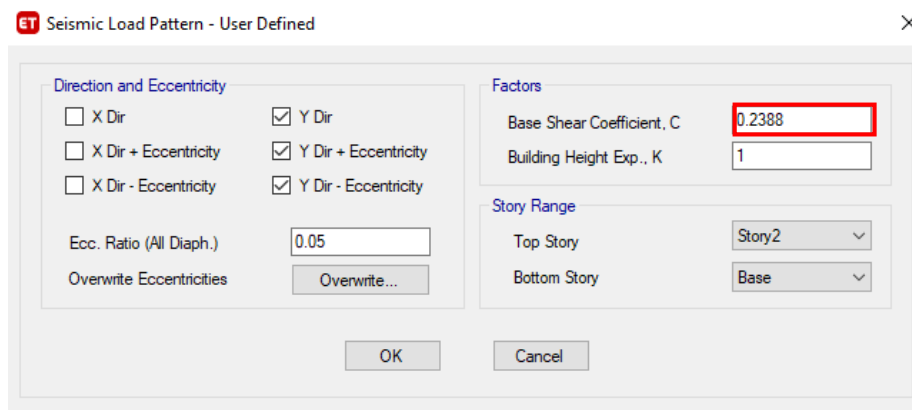 ET Seismic Load Pattern - User Defined
Direction and Eccentricity
X Dir
Y Dir
X Dir + Eccentricity
Y Dir + Eccentricity
X Dir - Eccentricity
Y Dir - Eccentricity
Ecc. Ratio (All Diaph.) 0.05
Overwrite Eccentricities Overwrite...
Factors
Base Shear Coefficient, C 0.2388
Building Height Exp., K 1
Story Range
Top Story Story2
Bottom Story Base
OK Cancel